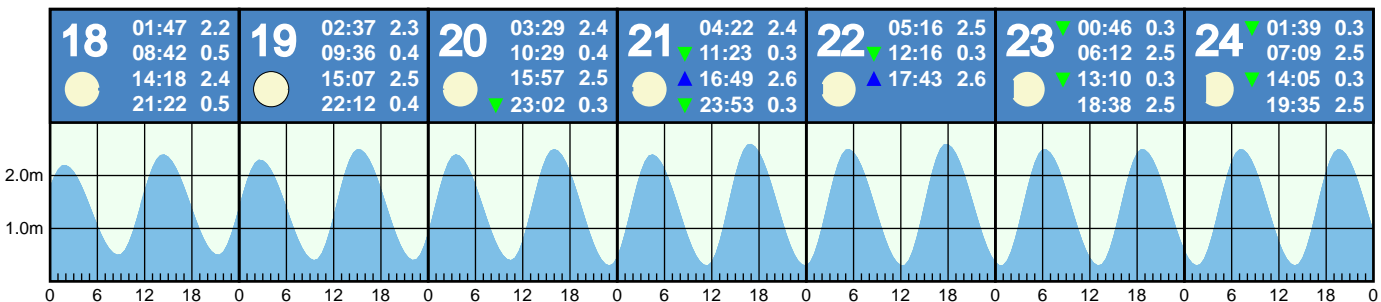 18
01:47 2.2
08:42 0.5
14:18 2.4
21:22 0.5
19
02:37 2.3
09:36 0.4
15:07 2.5
22:12 0.4
20
03:29 2.4
10:29 0.4
15:57 2.5
▼ 23:02 0.3
21
04:22 2.4
▼ 11:23 0.3
▲ 16:49 2.6
▼ 23:53 0.3
22
05:16 2.5
▼ 12:16 0.3
▲ 17:43 2.6
23
▼ 00:46 0.3
06:12 2.5
▼ 13:10 0.3
18:38 2.5
24
▼ 01:39 0.3
07:09 2.5
▼ 14:05 0.3
19:35 2.5
2.0m
1.0m
0 6 12 18 0 6 12 18 0 6 12 18 0 6 12 18 0 6 12 18 0 6 12 18 0 6 12 18 0